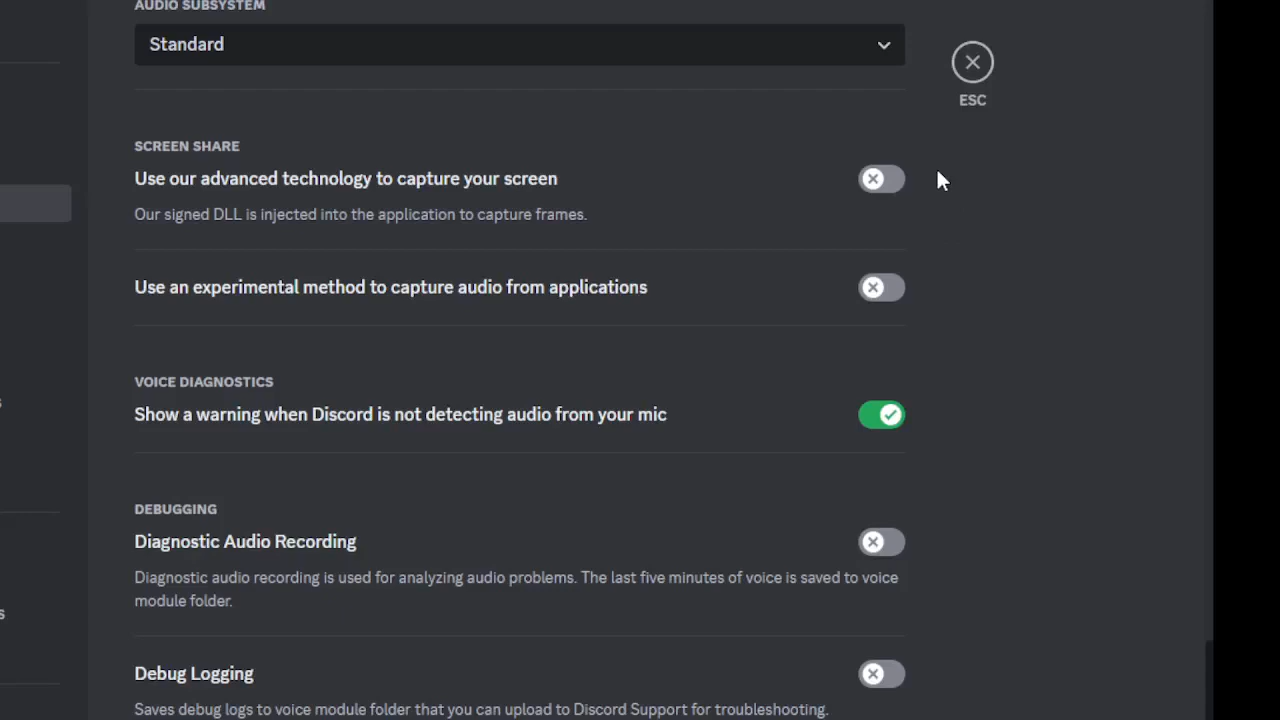 AUDIO SUBSYSTEM
Standard
ESC
SCREEN SHARE
Use our advanced technology to capture your screen
Our signed DLL is injected into the application to capture frames.
Use an experimental method to capture audio from applications
VOICE DIAGNOSTICS
Show a warning when Discord is not detecting audio from your mic
DEBUGGING
Diagnostic Audio Recording
Diagnostic audio recording is used for analyzing audio problems. The last five minutes of voice is saved to voice
module folder.
Debug Logging
Saves debug logs to voice module folder that you can upload to Discord Support for troubleshooting.